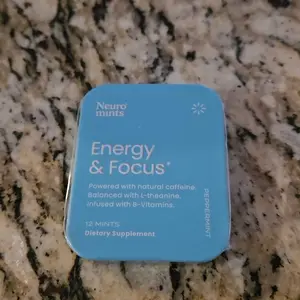 Neuro
mints
Energy
& Focus*
Powered with natural caffeine.
Balanced with L-theanine.
Infused with B-Vitamins.
PEPPERMINT
12 MINTS
Dietary Supplement